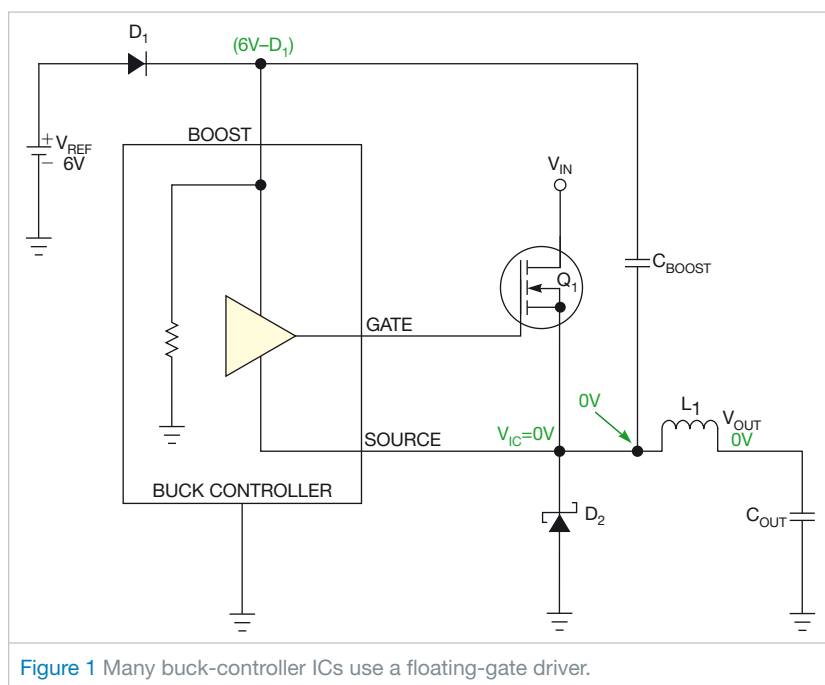 D1
(6V–D1)
+ VREF
− 6V
BOOST
VIN
CBOOST
Q1
GATE
0V
L1
VOUT
0V
SOURCE
VIC=0V
BUCK CONTROLLER
D2
COUT
Figure 1 Many buck-controller ICs use a floating-gate driver.